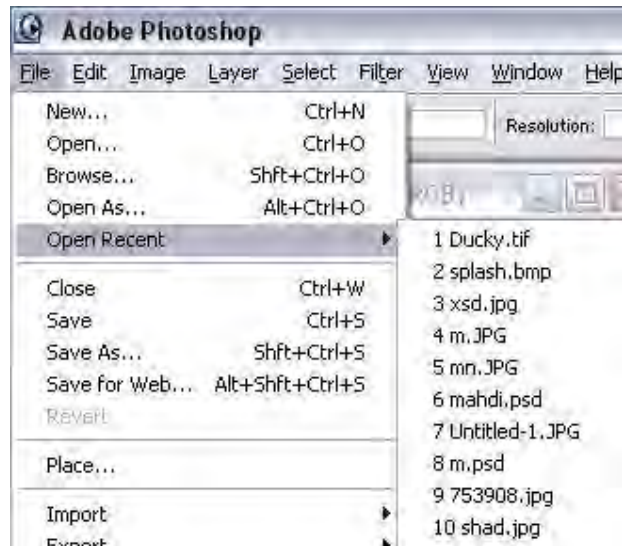 Adobe Photoshop
File Edit Image Layer Select Filter View Window Help
New... Ctrl+N
Open... Ctrl+O
Browse... Shft+Ctrl+O
Open As... Alt+Ctrl+O
Open Recent
Close Ctrl+W
Save Ctrl+S
Save As... Shft+Ctrl+S
Save for Web... Alt+Shft+Ctrl+S
Revert
Place...
Import
Export
Resolution:
1 Ducky.tif
2 splash.bmp
3 xsd.jpg
4 m.JPG
5 mn.JPG
6 mahdi.psd
7 Untitled-1.JPG
8 m.psd
9 753908.jpg
10 shad.jpg